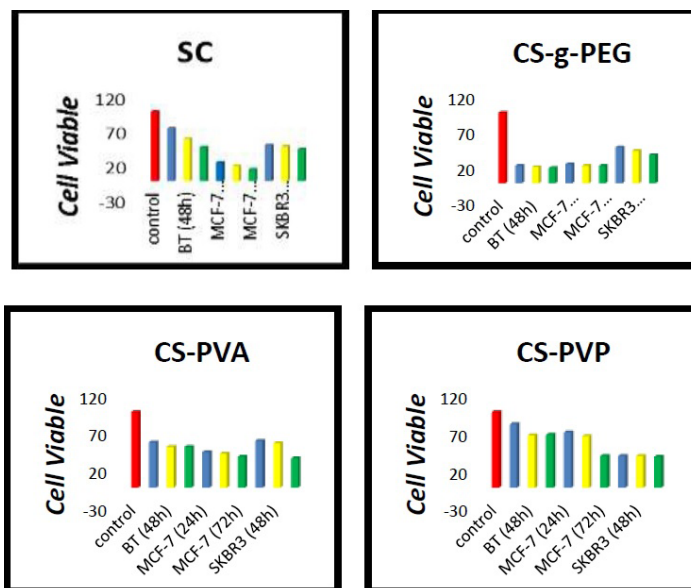 SC
Cell Viable
120
70
20
-30
control
BT (48h)
MCF-7...
MCF-7...
SKBR3...
CS-g-PEG
Cell Viable
120
70
20
-30
control
BT (48h)
MCF-7...
MCF-7...
SKBR3...
CS-PVA
Cell Viable
120
70
20
-30
control
BT (48h)
MCF-7 (24h)
MCF-7 (72h)
SKBR3 (48h)
CS-PVP
Cell Viable
120
70
20
-30
control
BT (48h)
MCF-7 (24h)
MCF-7 (72h)
SKBR3 (48h)